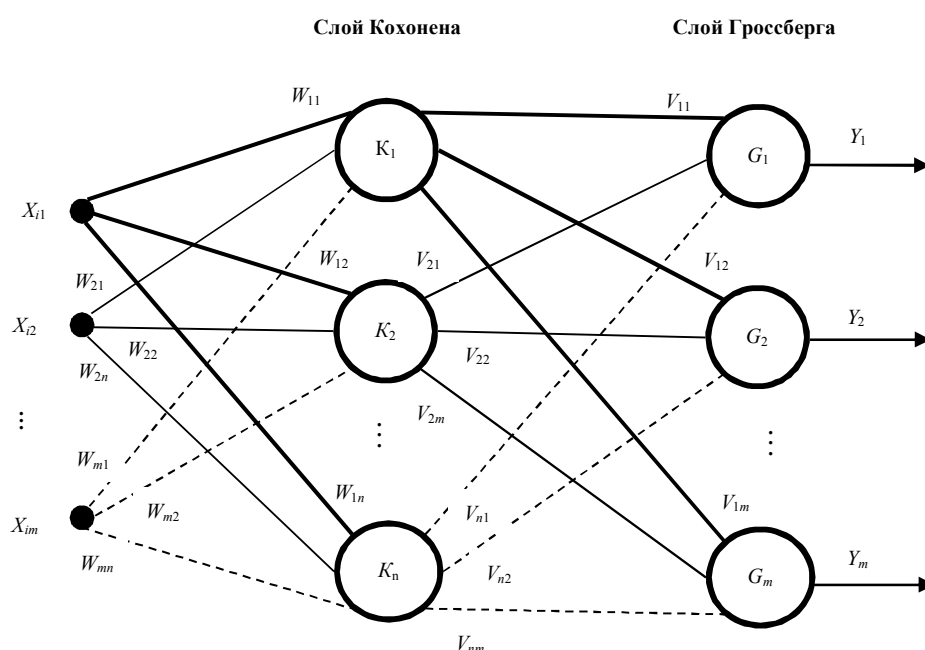 Слой Кохонена
Слой Гроссберга
W11
V11
K1
G1
Y1
Xi1
W12
V21
V12
W21
Xi2
K2
G2
Y2
W22
V22
W2n
V2m
...
...
...
Wm1
W1n
V1m
Xim
Wm2
Vn1
Wmn
Kn
Vn2
Gm
Ym
Vnm